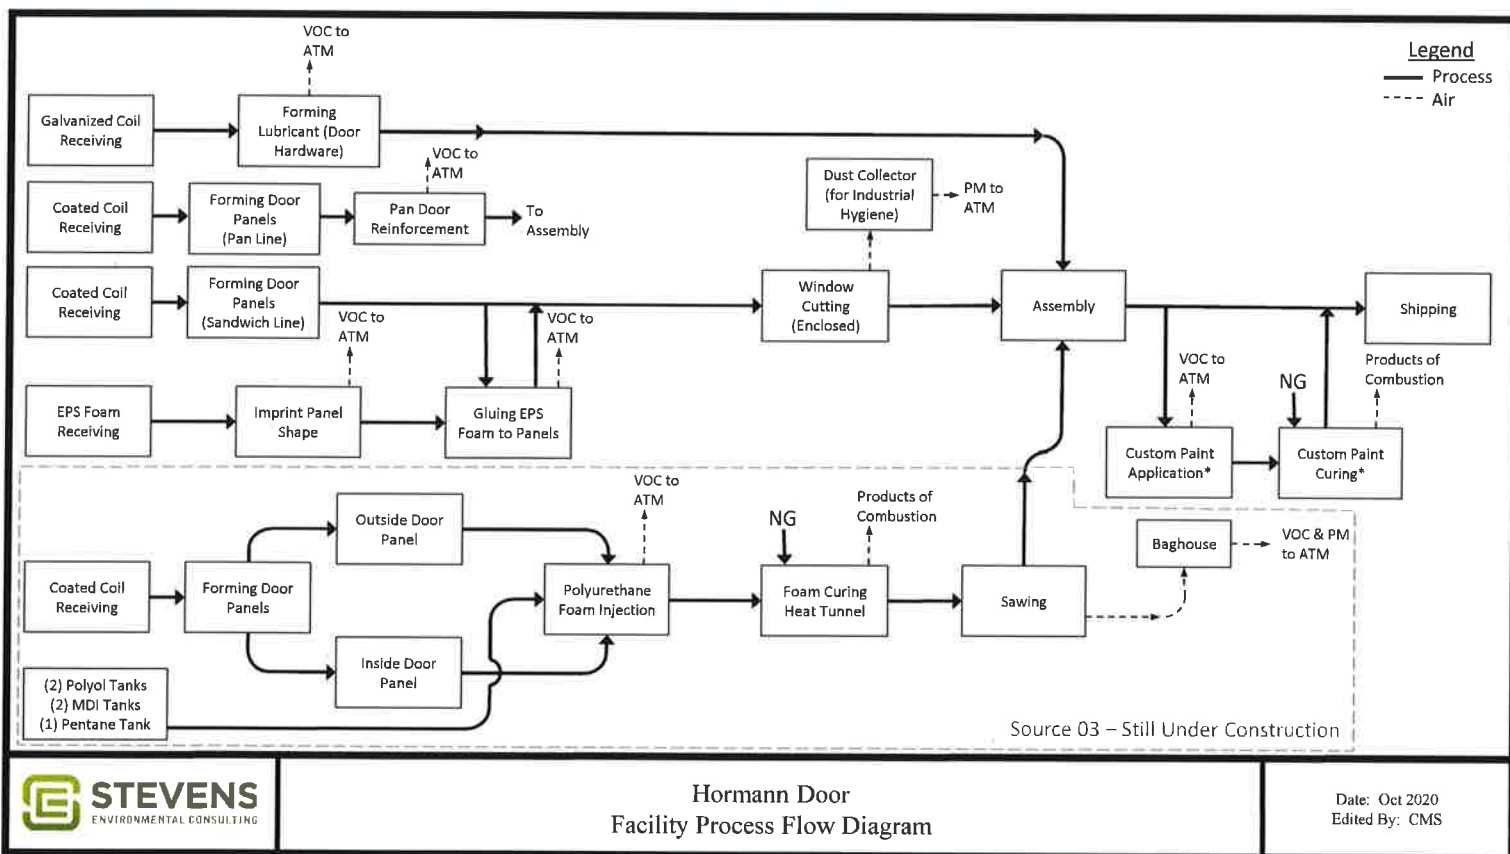 Legend
Process
Air
VOC to
ATM
Galvanized Coil
Receiving
Forming
Lubricant (Door
Hardware)
VOC to
ATM
Coated Coil
Receiving
Forming Door
Panels
(Pan Line)
Pan Door
Reinforcement
To
Assembly
Dust Collector
(for Industrial
Hygiene)
PM to
ATM
Coated Coil
Receiving
Forming Door
Panels
(Sandwich Line)
Window
Cutting
(Enclosed)
Assembly
Shipping
VOC to
ATM
VOC to
ATM
EPS Foam
Receiving
Imprint Panel
Shape
Gluing EPS
Foam to Panels
VOC to
ATM
NG
Products of
Combustion
Custom Paint
Application*
Custom Paint
Curing*
VOC to
ATM
NG
Products of
Combustion
Outside Door
Panel
Baghouse
VOC & PM
to ATM
Coated Coil
Receiving
Forming Door
Panels
Polyurethane
Foam Injection
Foam Curing
Heat Tunnel
Sawing
Inside Door
Panel
(2) Polyol Tanks
(2) MDI Tanks
(1) Pentane Tank
Source 03 – Still Under Construction
STEVENS
ENVIRONMENTAL CONSULTING
Hormann Door
Facility Process Flow Diagram
Date: Oct 2020
Edited By: CMS